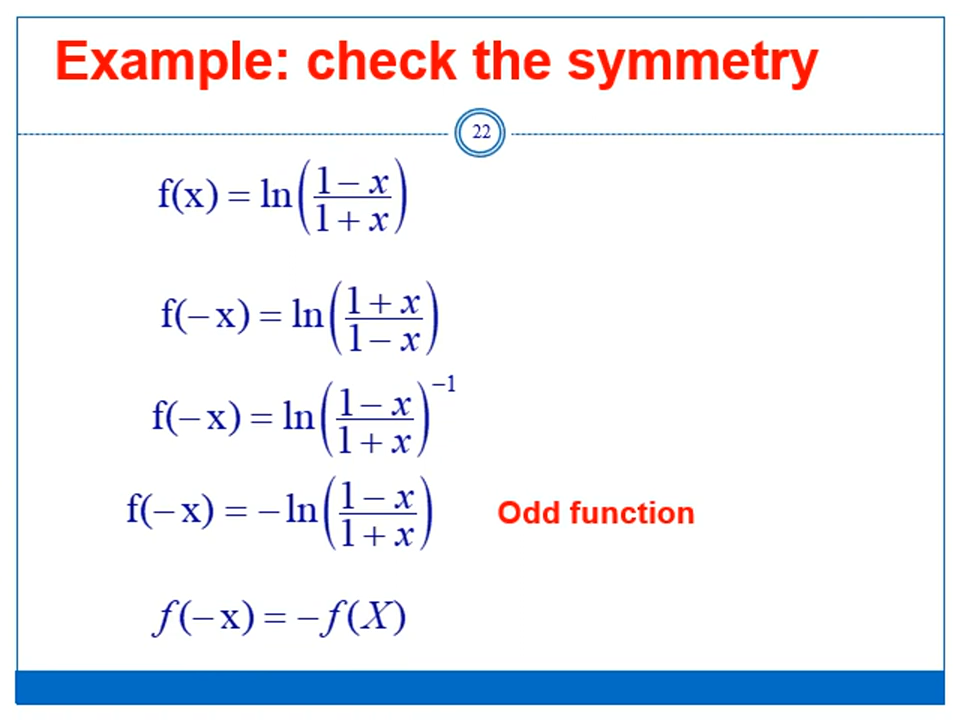 Example: check the symmetry
22
f(x) = ln((1 − x)/(1 + x))
f(− x) = ln((1 + x)/(1 − x))
f(− x) = ln((1 − x)/(1 + x))⁻¹
f(− x) = − ln((1 − x)/(1 + x)) Odd function
f(− x) = − f(X)